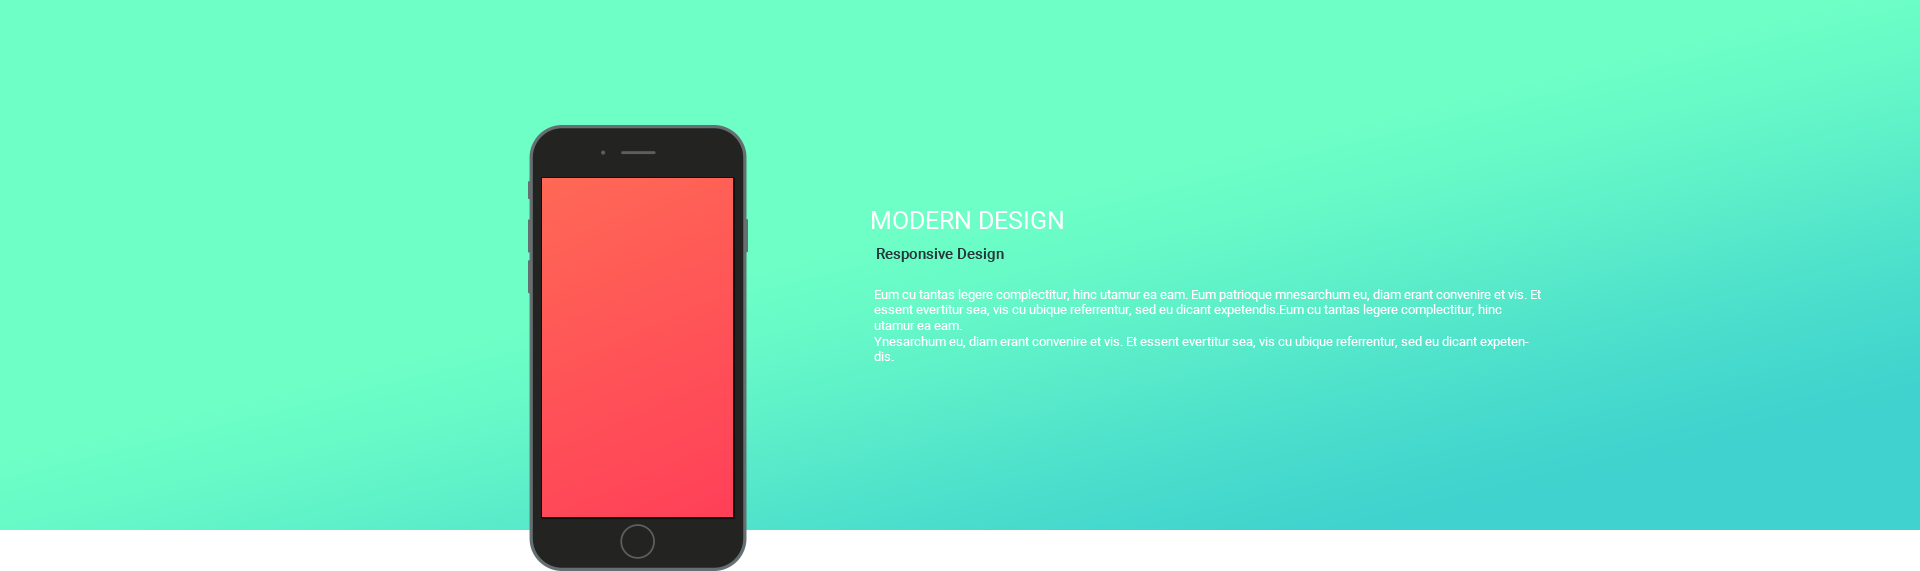 MODERN DESIGN
Responsive Design
Eum cu tantas legere complectitur, hinc utamur ea eam. Eum patrioque mnesarchum eu, diam erant convenire et vis. Et
essent evertitur sea, vis cu ubique referrentur, sed eu dicant expetendis.Eum cu tantas legere complectitur, hinc
utamur ea eam.
Ynesarchum eu, diam erant convenire et vis. Et essent evertitur sea, vis cu ubique referrentur, sed eu dicant expeten-
dis.